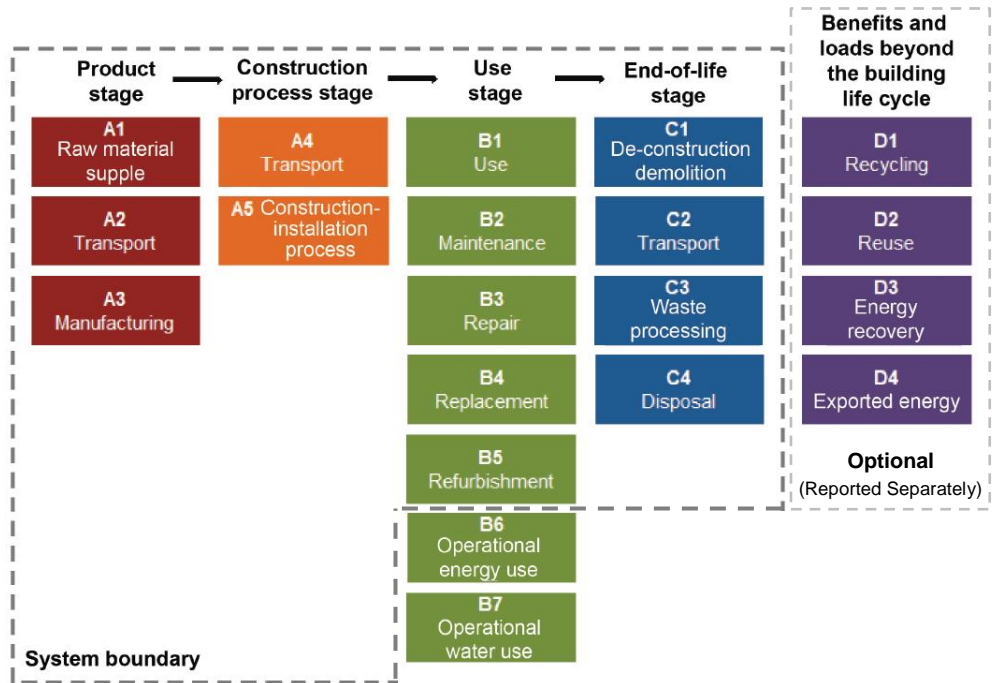 Product
stage
Construction
process stage
Use
stage
End-of-life
stage
Benefits and
loads beyond
the building
life cycle
A1
Raw material
supple
A2
Transport
A3
Manufacturing
A4
Transport
A5 Construction-
installation
process
B1
Use
B2
Maintenance
B3
Repair
B4
Replacement
B5
Refurbishment
B6
Operational
energy use
B7
Operational
water use
C1
De-construction
demolition
C2
Transport
C3
Waste
processing
C4
Disposal
D1
Recycling
D2
Reuse
D3
Energy
recovery
D4
Exported energy
Optional
(Reported Separately)
System boundary